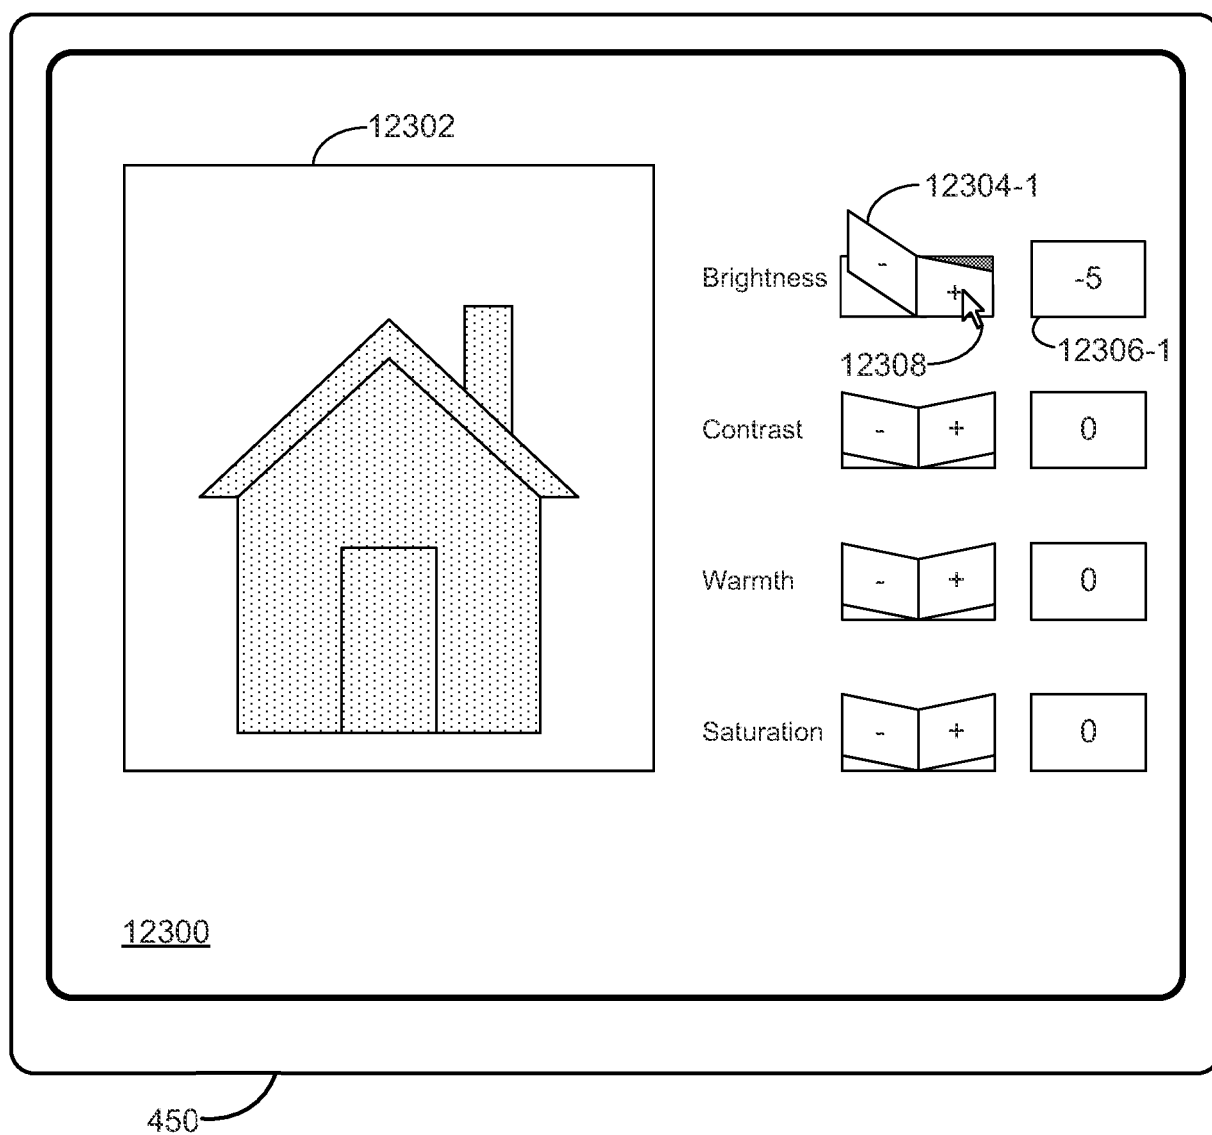 12302
12304-1
Brightness - + -5
12308 12306-1
Contrast - + 0
Warmth - + 0
Saturation - + 0
12300
450